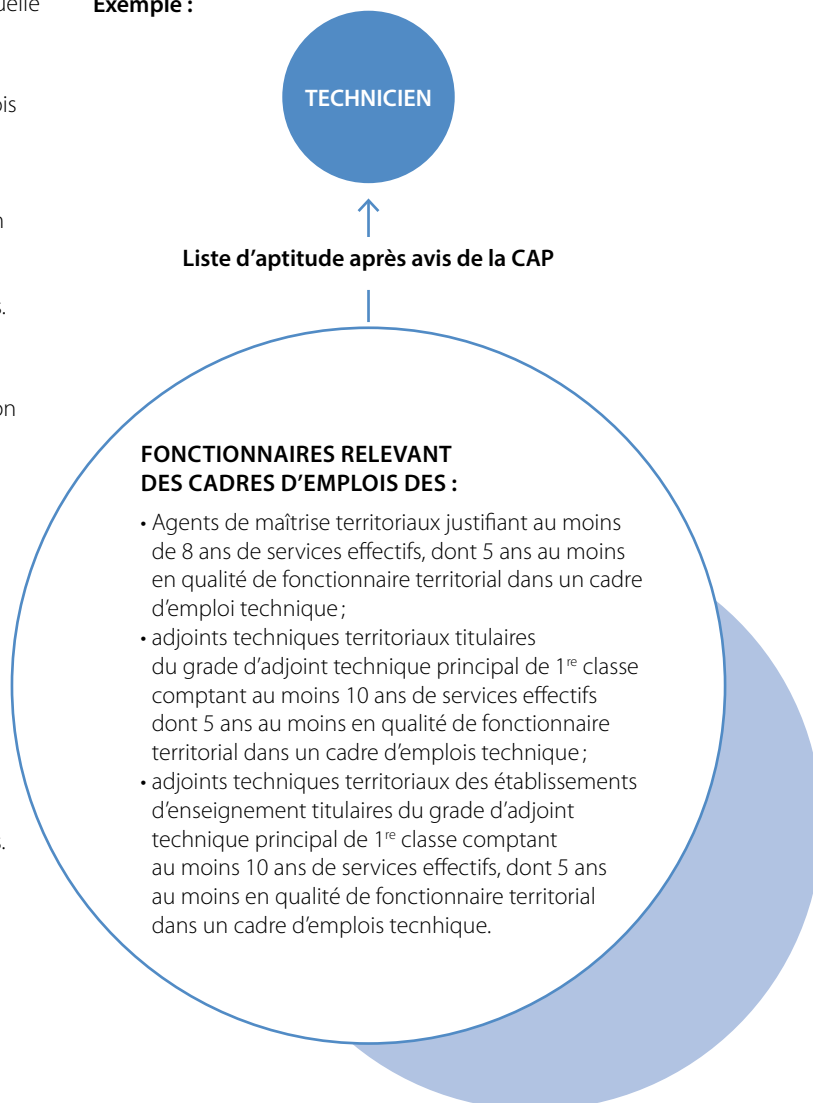 uelle
ois
n
s.
on
s.
Exemple :
TECHNICIEN
Liste d'aptitude après avis de la CAP
FONCTIONNAIRES RELEVANT
DES CADRES D'EMPLOIS DES :
• Agents de maîtrise territoriaux justifiant au moins
de 8 ans de services effectifs, dont 5 ans au moins
en qualité de fonctionnaire territorial dans un cadre
d'emploi technique ;
• adjoints techniques territoriaux titulaires
du grade d'adjoint technique principal de 1re classe
comptant au moins 10 ans de services effectifs
dont 5 ans au moins en qualité de fonctionnaire
territorial dans un cadre d'emplois technique ;
• adjoints techniques territoriaux des établissements
d'enseignement titulaires du grade d'adjoint
technique principal de 1re classe comptant
au moins 10 ans de services effectifs, dont 5 ans
au moins en qualité de fonctionnaire territorial
dans un cadre d'emplois tecnhique.